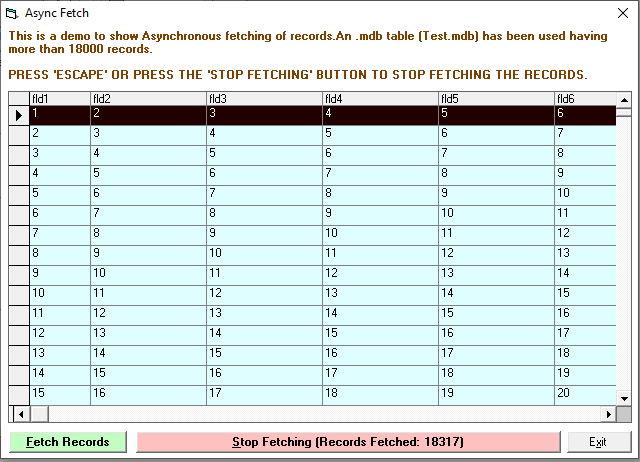 Async Fetch
This is a demo to show Asynchronous fetching of records.An .mdb table (Test.mdb) has been used having
more than 18000 records.
PRESS 'ESCAPE' OR PRESS THE 'STOP FETCHING' BUTTON TO STOP FETCHING THE RECORDS.
fld1 fld2 fld3 fld4 fld5 fld6
1 2 3 4 5 6
2 3 4 5 6 7
3 4 5 6 7 8
4 5 6 7 8 9
5 6 7 8 9 10
6 7 8 9 10 11
7 8 9 10 11 12
8 9 10 11 12 13
9 10 11 12 13 14
10 11 12 13 14 15
11 12 13 14 15 16
12 13 14 15 16 17
13 14 15 16 17 18
14 15 16 17 18 19
15 16 17 18 19 20
Fetch Records Stop Fetching (Records Fetched: 18317) Exit